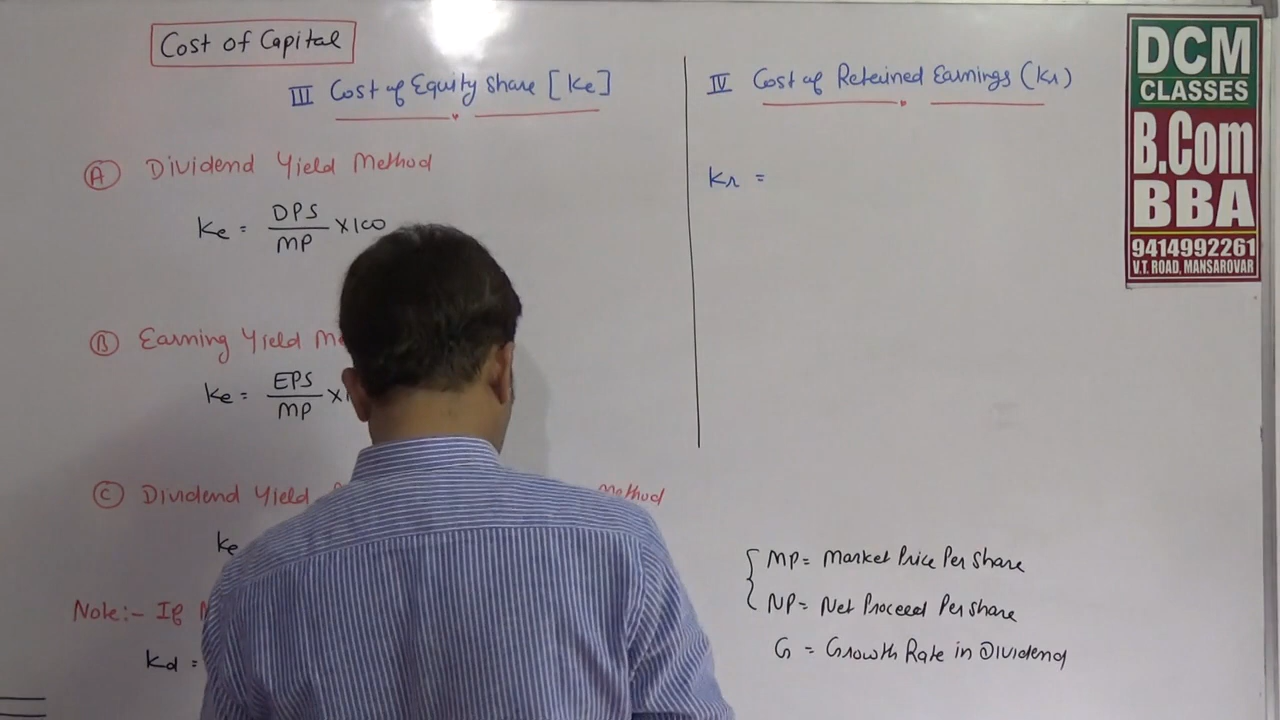 Cost of Capital
III Cost of Equity Share [Ke]
A Dividend Yield Method
Ke = DPS
MP
×100
B Earning Yield
Ke = EPS
MP
×
C Dividend Yield
Method
Ke
Note:- If
Kd =
IV Cost of Retained Earnings (Kr)
Kr =
MP = Market Price Per Share
NP = Net Proceed Per share
G = Growth Rate in Dividend
DCM
CLASSES
B.Com
BBA
9414992261
V.T. ROAD, MANSAROVAR